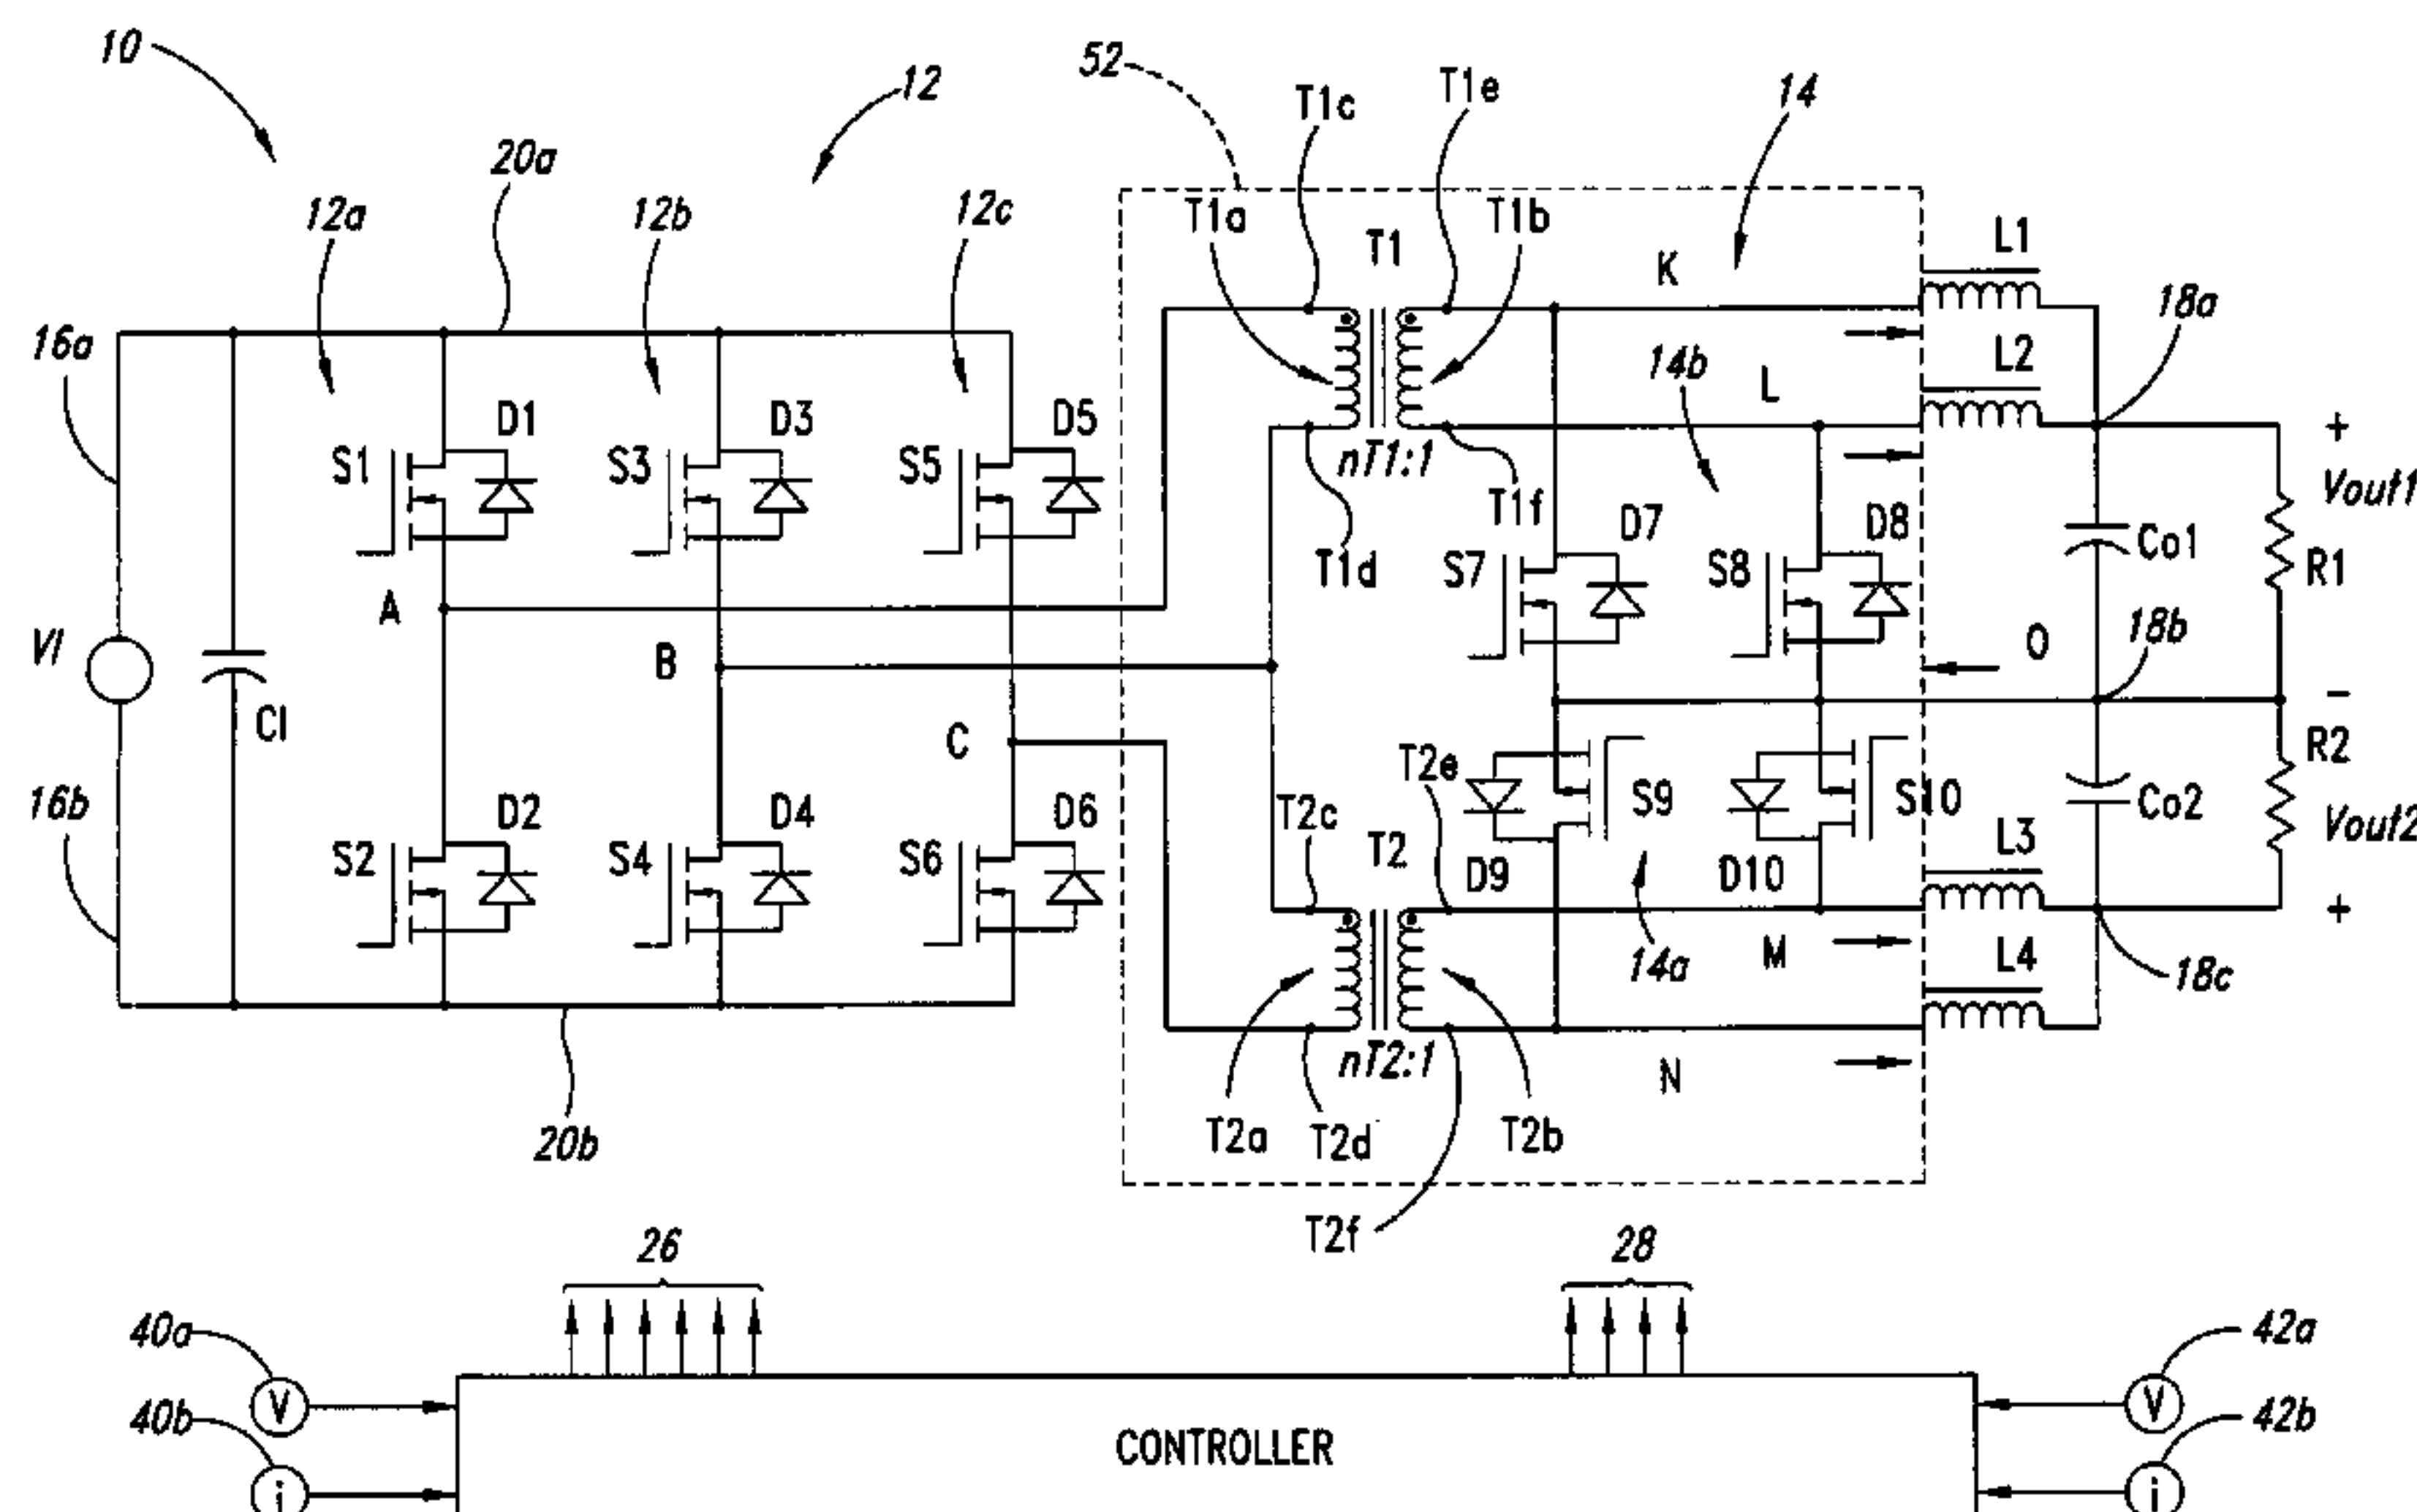 10
12
52
T1c
T1e
14
20a
12a
12b
12c
T1a
T1
T1b
K
L1
18a
16a
L2
14b
L
D1
D3
D5
+
S1
S3
S5
nT1:1
T1f
Vout1
T1d
D7
D8
S7
S8
Co1
R1
A
VI
B
O
18b
CI
C
-
R2
T2e
16b
D2
D4
D6
T2c
S9
S10
Co2
Vout2
L3
S2
S4
S6
T2
D9
D10
+
M
L4
14a
18c
nT2:1
N
20b
T2a
T2d
T2b
T2f
26
28
40a
42a
V
V
40b
42b
CONTROLLER
i
i